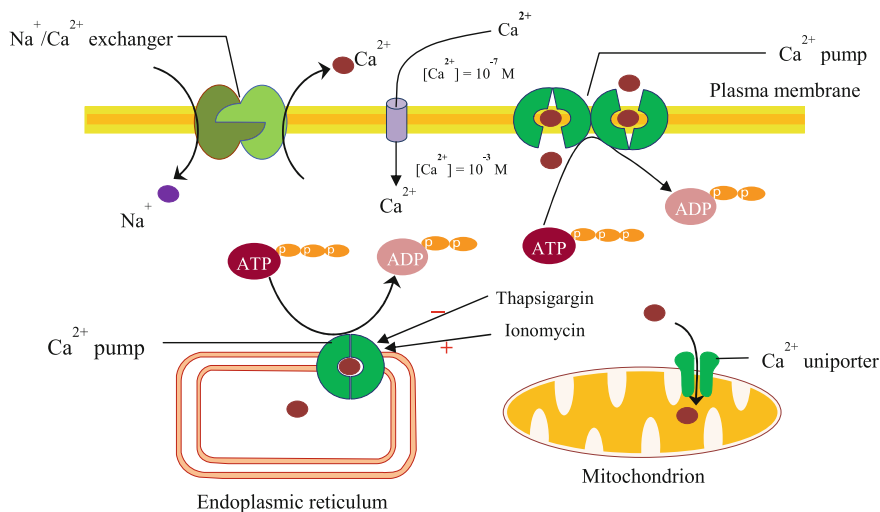 Na⁺/Ca²⁺ exchanger
Ca²⁺
Ca²⁺
[Ca²⁺] = 10⁻⁷ M
Ca²⁺ pump
Plasma membrane
[Ca²⁺] = 10⁻³ M
Ca²⁺
Na⁺
ADP p p
ATP p p p
ATP p p p
ADP p p
Thapsigargin
−
Ionomycin
+
Ca²⁺ pump
Ca²⁺ uniporter
Mitochondrion
Endoplasmic reticulum